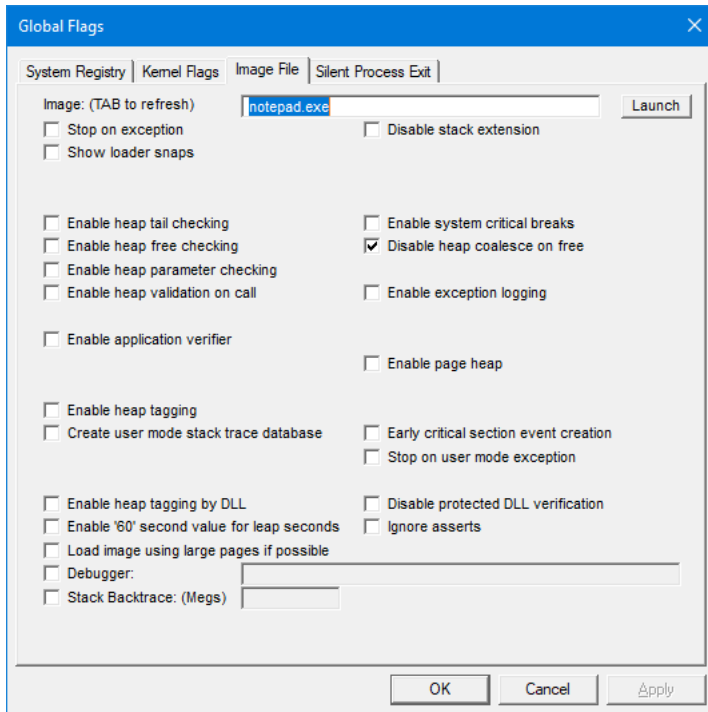 Global Flags
System Registry Kernel Flags Image File Silent Process Exit
Image: (TAB to refresh) notepad.exe Launch
Stop on exception Disable stack extension
Show loader snaps
Enable heap tail checking Enable system critical breaks
Enable heap free checking Disable heap coalesce on free
Enable heap parameter checking
Enable heap validation on call Enable exception logging
Enable application verifier
Enable page heap
Enable heap tagging
Create user mode stack trace database Early critical section event creation
Stop on user mode exception
Enable heap tagging by DLL Disable protected DLL verification
Enable '60' second value for leap seconds Ignore asserts
Load image using large pages if possible
Debugger:
Stack Backtrace: (Megs)
OK Cancel Apply